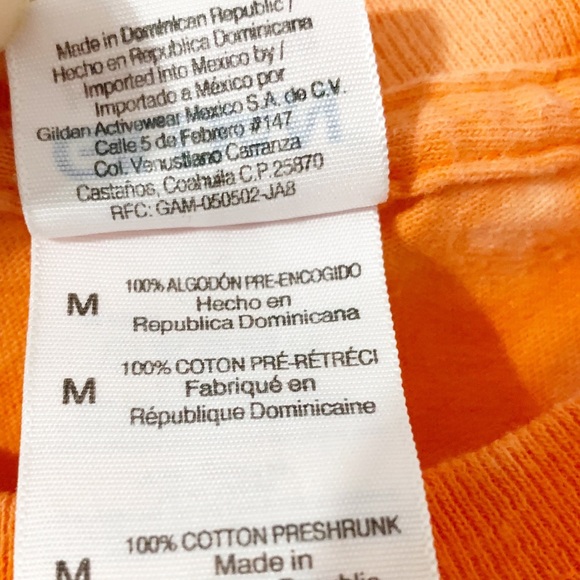 Made in Dominican Republic /
Hecho en Republica Dominicana
Imported into Mexico by /
Importado a México por
Gilden Activewear Mexico S.A. de C.V.
Calle 5 de Febrero #147
Col. Venustiano Carranza
Castaños, Coahuila C.P. 25870
RFC: GAM-050502-JA8
M
100% ALGODÓN PRE-ENCOGIDO
Hecho en
Republica Dominicana
M
100% COTON PRÉ-RÉTRÉCI
Fabriqué en
République Dominicaine
M
100% COTTON PRESHRUNK
Made in